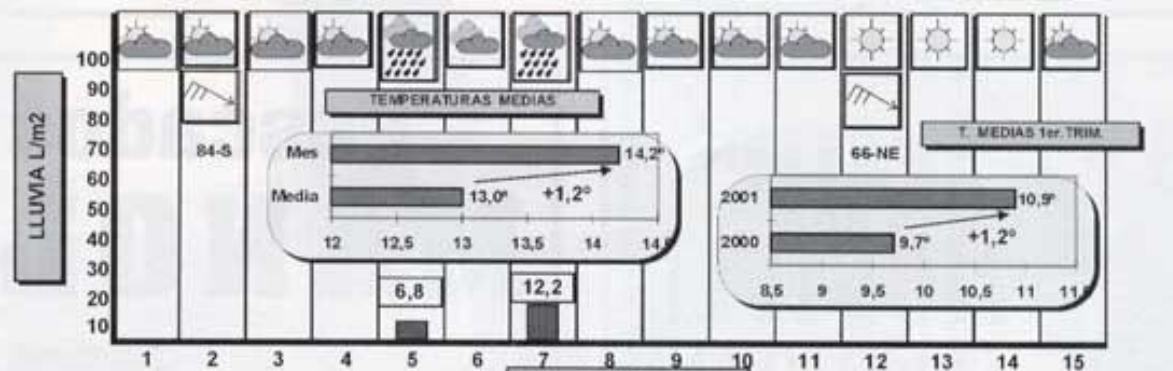 100
90
80
70
60
50
40
30
20
10
LLUVIA L/m2
84-S
TEMPERATURAS MEDIAS
Mes
14,2º
Media
13,0º
+1,2º
12 12,5 13 13,5 14
6,8
12,2
66-NE
T. MEDIAS 1er.TRIM.
2001
10,9º
2000
9,7º
+1,2º
8,5 9 9,5 10 10,5 11
1 2 3 4 5 6 7 8 9 10 11 12 13 14 15